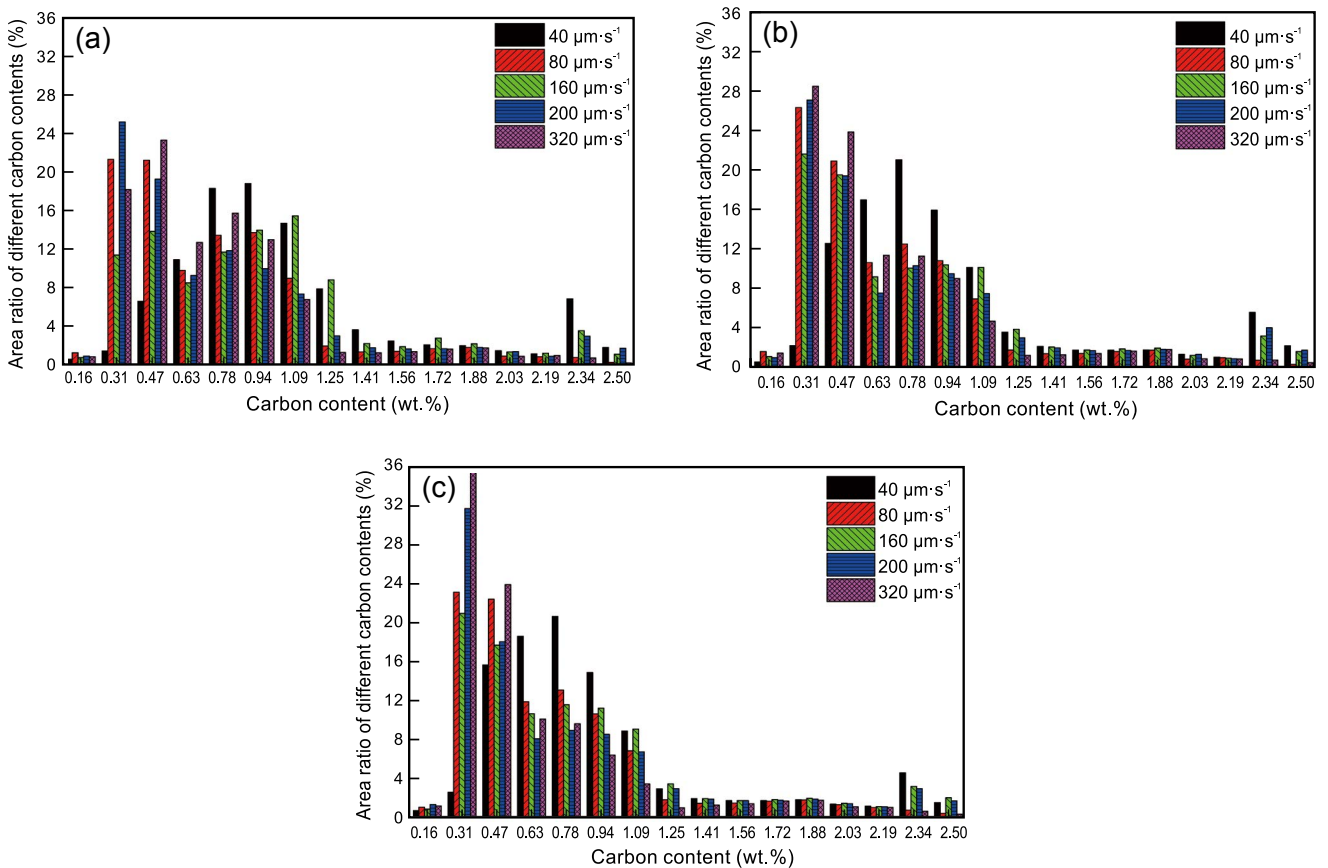 (a)
Area ratio of different carbon contents (%)
36
32
28
24
20
16
12
8
4
0
40 μm·s⁻¹
80 μm·s⁻¹
160 μm·s⁻¹
200 μm·s⁻¹
320 μm·s⁻¹
0.16 0.31 0.47 0.63 0.78 0.94 1.09 1.25 1.41 1.56 1.72 1.88 2.03 2.19 2.34 2.50
Carbon content (wt.%)
(b)
Area ratio of different carbon contents (%)
36
32
28
24
20
16
12
8
4
0
40 μm·s⁻¹
80 μm·s⁻¹
160 μm·s⁻¹
200 μm·s⁻¹
320 μm·s⁻¹
0.16 0.31 0.47 0.63 0.78 0.94 1.09 1.25 1.41 1.56 1.72 1.88 2.03 2.19 2.34 2.50
Carbon content (wt.%)
(c)
Area ratio of different carbon contents (%)
36
32
28
24
20
16
12
8
4
0
40 μm·s⁻¹
80 μm·s⁻¹
160 μm·s⁻¹
200 μm·s⁻¹
320 μm·s⁻¹
0.16 0.31 0.47 0.63 0.78 0.94 1.09 1.25 1.41 1.56 1.72 1.88 2.03 2.19 2.34 2.50
Carbon content (wt.%)